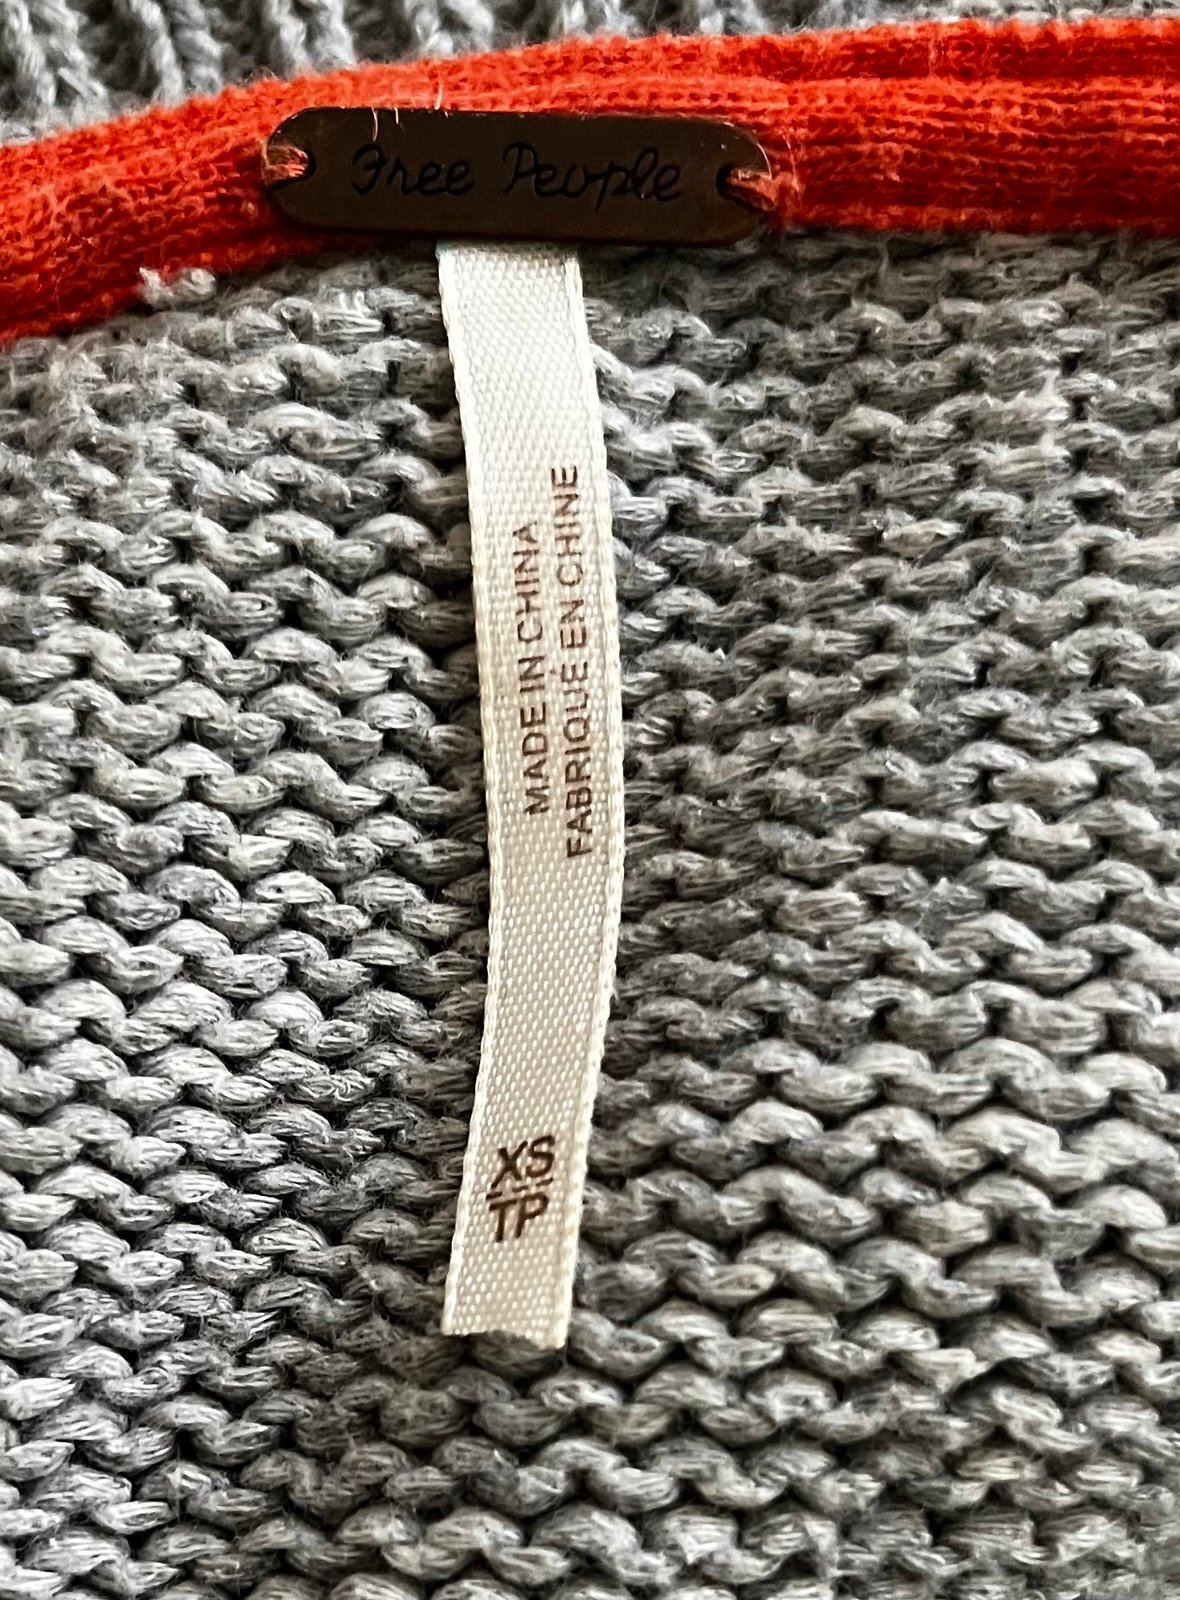 Free People
MADE IN CHINA
FABRIQUÉ EN CHINE
XS
TP